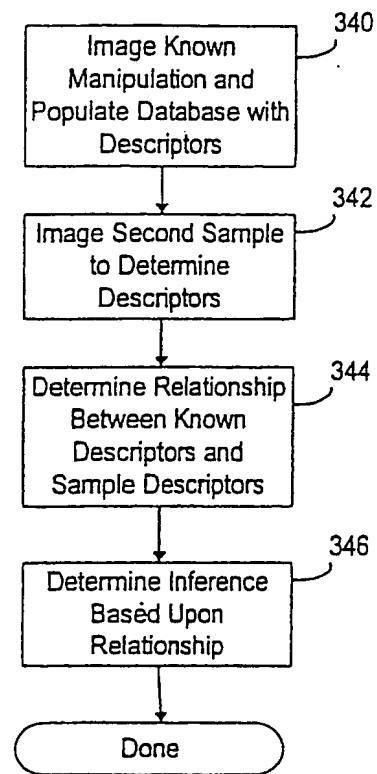 340
Image Known
Manipulation and
Populate Database with
Descriptors
342
Image Second Sample
to Determine
Descriptors
344
Determine Relationship
Between Known
Descriptors and
Sample Descriptors
346
Determine Inference
Based Upon
Relationship
Done